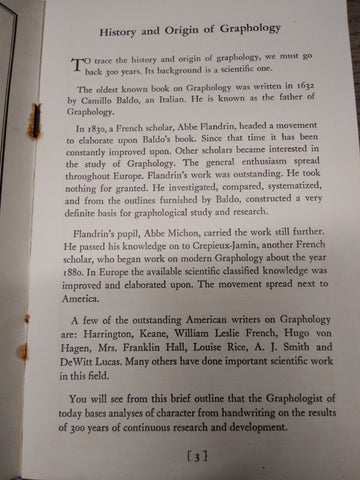 History and Origin of Graphology
TO trace the history and origin of graphology, we must go
back 300 years. Its background is a scientific one.
The oldest known book on Graphology was written in 1632
by Camillo Baldo, an Italian. He is known as the father of
Graphology.
In 1830, a French scholar, Abbe Flandrin, headed a movement
to elaborate upon Baldo's book. Since that time it has been
constantly improved upon. Other scholars became interested in
the study of Graphology. The general enthusiasm spread
throughout Europe. Flandrin's work was outstanding. He took
nothing for granted. He investigated, compared, systematized,
and from the outlines furnished by Baldo, constructed a very
definite basis for graphological study and research.
Flandrin's pupil, Abbe Michon, carried the work still further.
He passed his knowledge on to Crepieux-Jamin, another French
scholar, who began work on modern Graphology about the year
1880. In Europe the available scientific classified knowledge was
improved and elaborated upon. The movement spread next to
America.
A few of the outstanding American writers on Graphology
are: Harrington, Keane, William Leslie French, Hugo von
Hagen, Mrs. Franklin Hall, Louise Rice, A. J. Smith and
DeWitt Lucas. Many others have done important scientific work
in this field.
You will see from this brief outline that the Graphologist of
today bases analyses of character from handwriting on the results
of 300 years of continuous research and development.
[ 3 ]